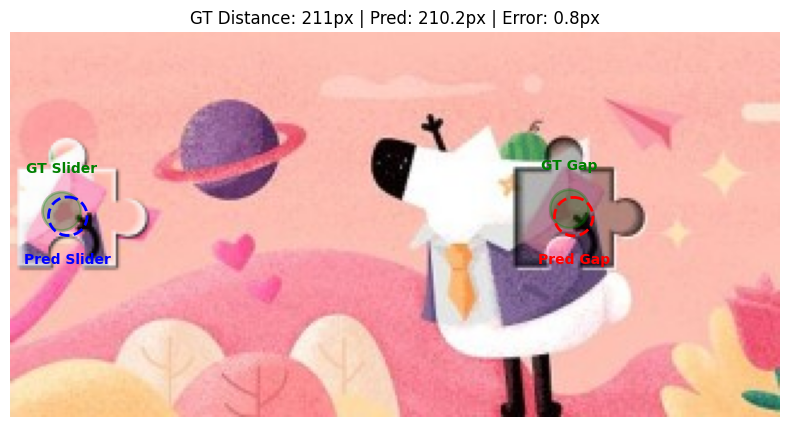 GT Distance: 211px | Pred: 210.2px | Error: 0.8px
GT Slider
GT Gap
Pred Slider
Pred Gap